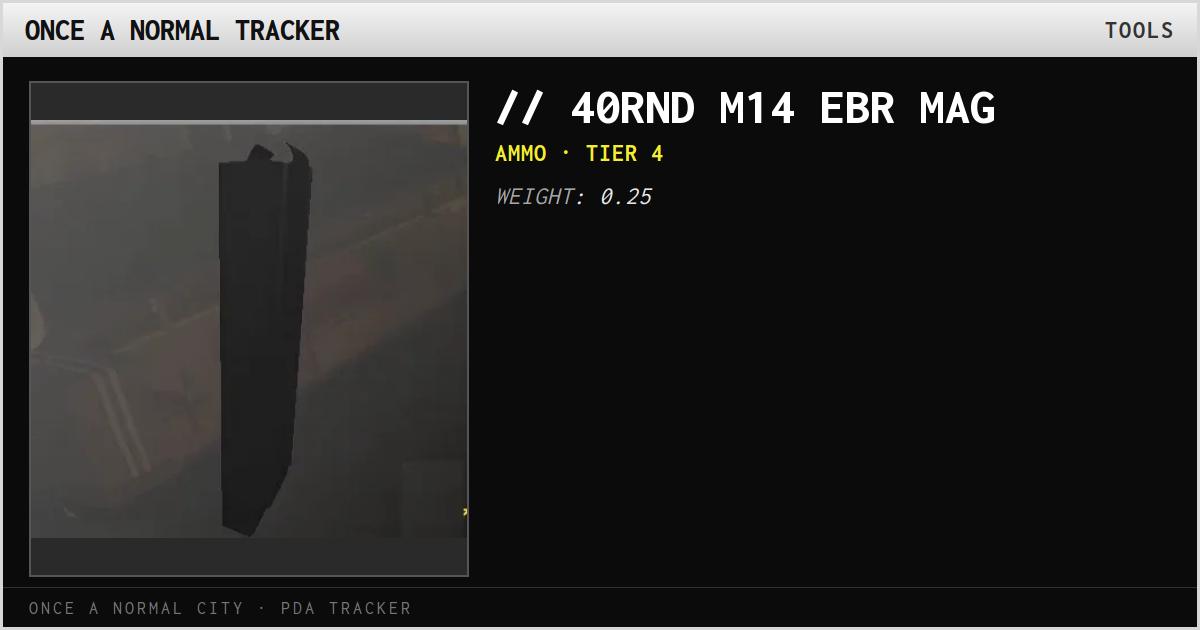 ONCE A NORMAL TRACKER
TOOLS
// 40RND M14 EBR MAG
AMMO · TIER 4
WEIGHT: 0.25
ONCE A NORMAL CITY · PDA TRACKER